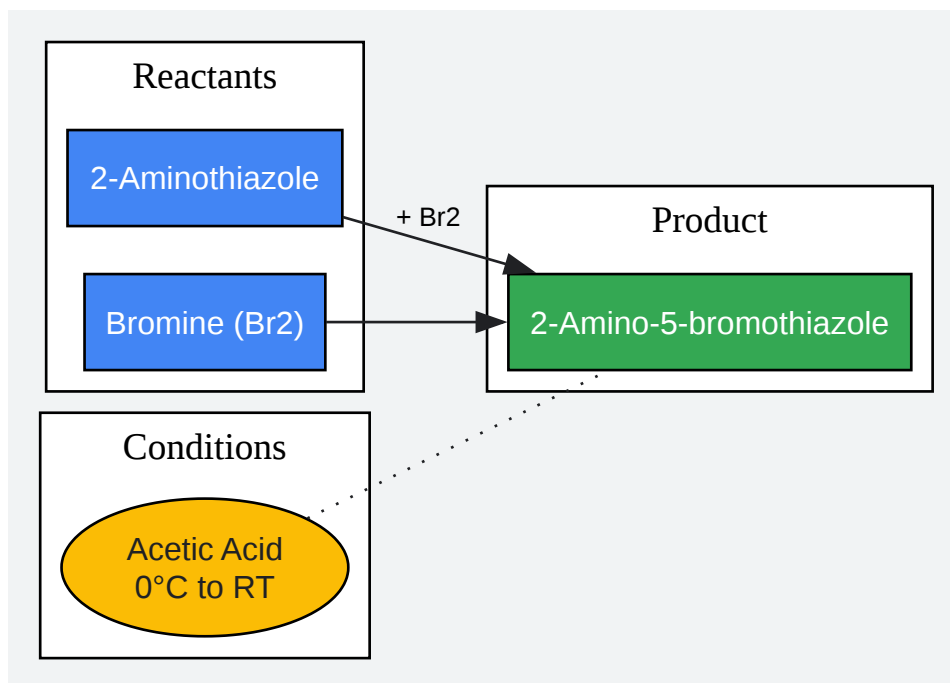 Reactants
2-Aminothiazole
+ Br2
Bromine (Br2)
Product
2-Amino-5-bromothiazole
Conditions
Acetic Acid
0°C to RT